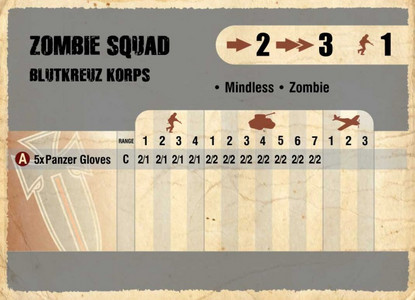 ZOMBIE SQUAD
2 3 1
BLUTKREUZ KORPS
• Mindless • Zombie
RANGE 1 2 3 4 1 2 3 4 5 6 7 1 2 3
A 5xPanzer Gloves C 2/1 2/1 2/1 2/1 2/2 2/2 2/2 2/2 2/2 2/2 2/2